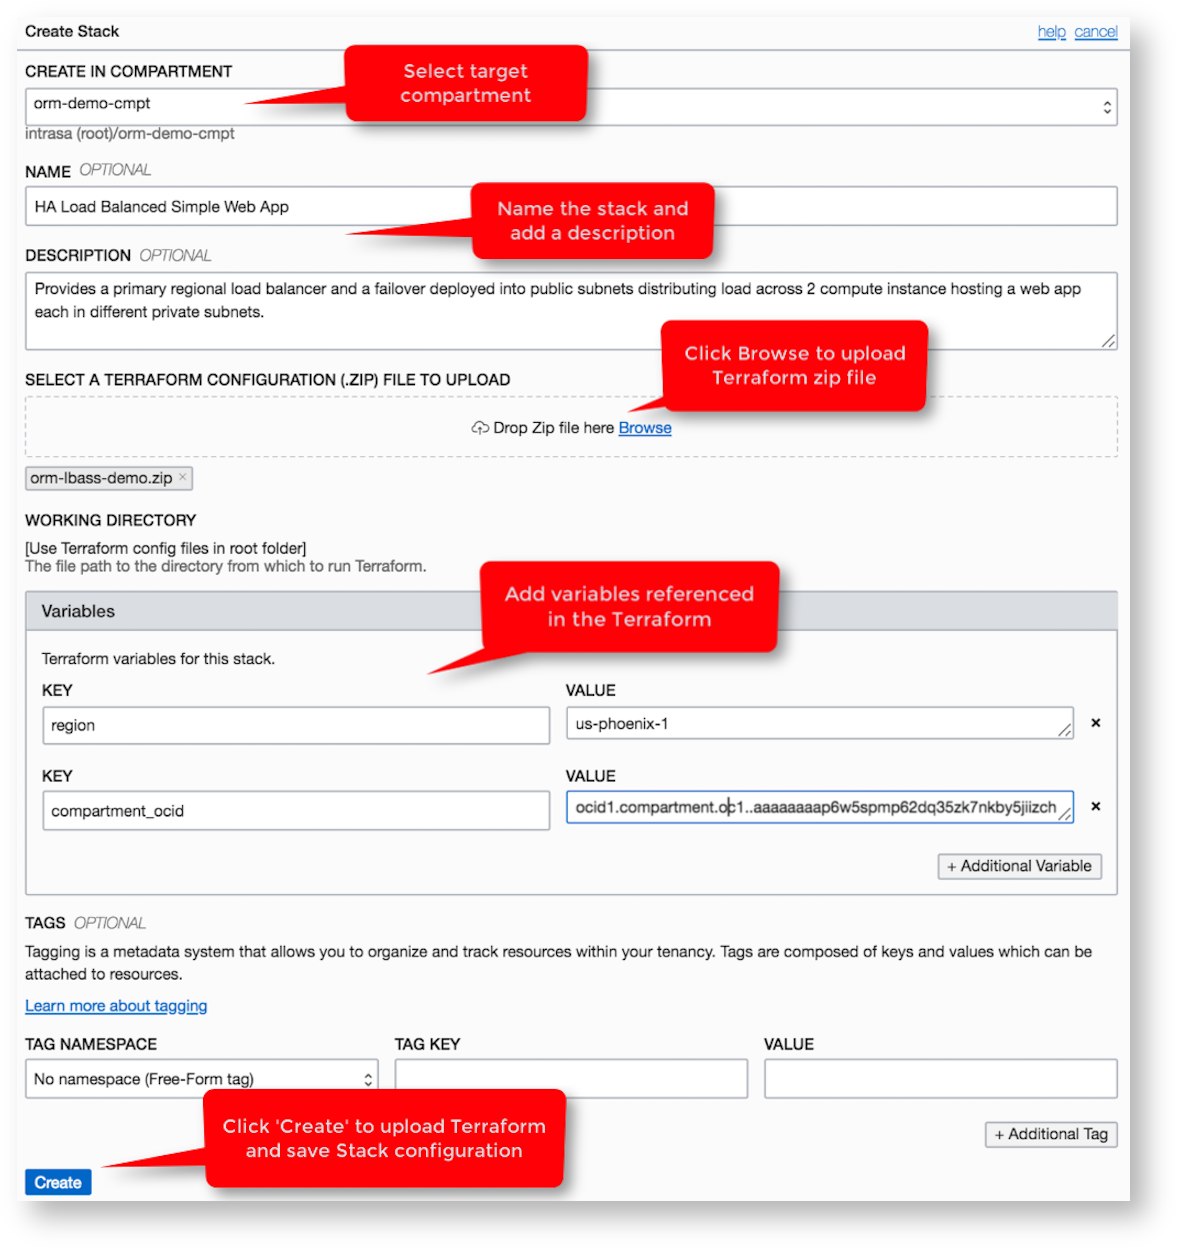 Create Stack
help cancel
CREATE IN COMPARTMENT
Select target
compartment
orm-demo-cmpt
intrasa (root)/orm-demo-cmpt
NAME OPTIONAL
HA Load Balanced Simple Web App
Name the stack and
add a description
DESCRIPTION OPTIONAL
Provides a primary regional load balancer and a failover deployed into public subnets distributing load across 2 compute instance hosting a web app
each in different private subnets.
Click Browse to upload
Terraform zip file
SELECT A TERRAFORM CONFIGURATION (.ZIP) FILE TO UPLOAD
Drop Zip file here Browse
orm-lbass-demo.zip ×
WORKING DIRECTORY
[Use Terraform config files in root folder]
The file path to the directory from which to run Terraform.
Add variables referenced
in the Terraform
Variables
Terraform variables for this stack.
KEY VALUE
region us-phoenix-1 ×
KEY VALUE
compartment_ocid ocid1.compartment.oc1..aaaaaaaap6w5spmp62dq35zk7nkby5jiizch ×
+ Additional Variable
TAGS OPTIONAL
Tagging is a metadata system that allows you to organize and track resources within your tenancy. Tags are composed of keys and values which can be
attached to resources.
Learn more about tagging
TAG NAMESPACE TAG KEY VALUE
No namespace (Free-Form tag)
Click 'Create' to upload Terraform
and save Stack configuration
+ Additional Tag
Create